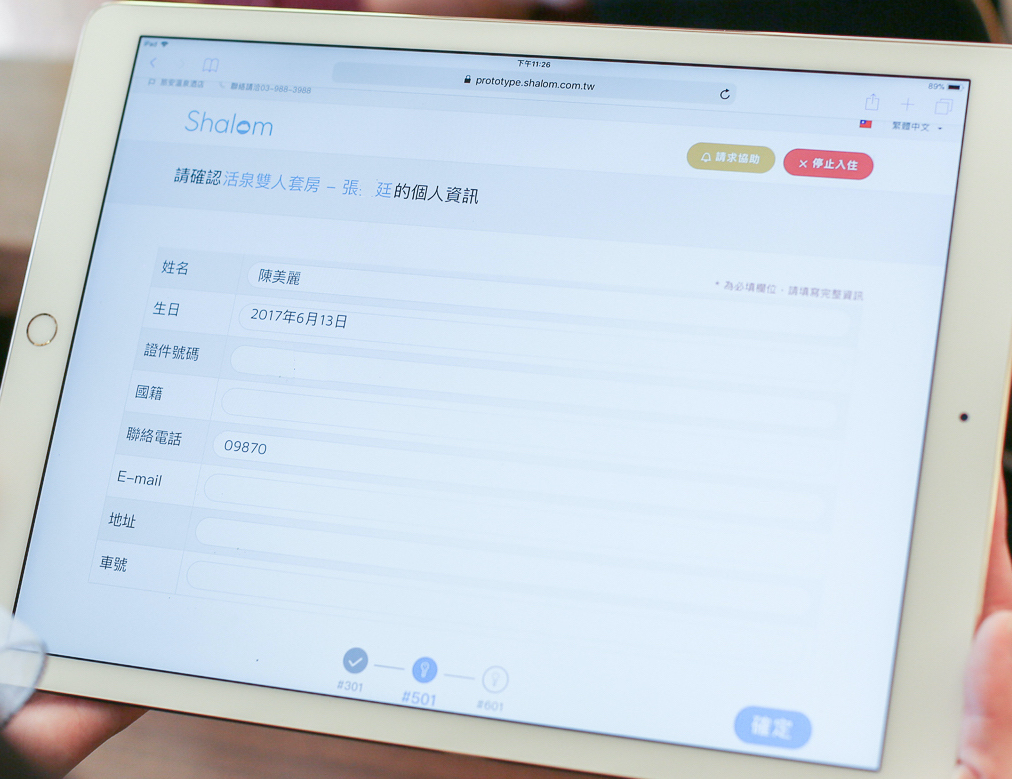 iPad
下午11:26
89%
prototype.shalom.com.tw
聯絡請洽03-988-3988
繁體中文
Shalom
請求協助
× 停止入住
請確認活泉雙人套房 – 張: 廷的個人資訊
* 為必填欄位，請填寫完整資訊
姓名 陳美麗
生日 2017年6月13日
證件號碼
國籍
聯絡電話 09870
E-mail
地址
車號
#301 #501 #601
確定